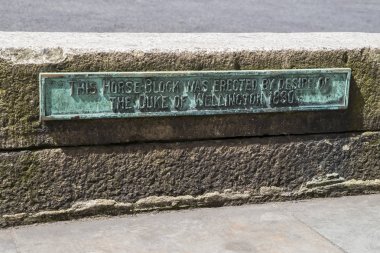 THIS HORSE BLOCK WAS ERECTED BY DESIRE OF
THE DUKE OF WELLINGTON 1830